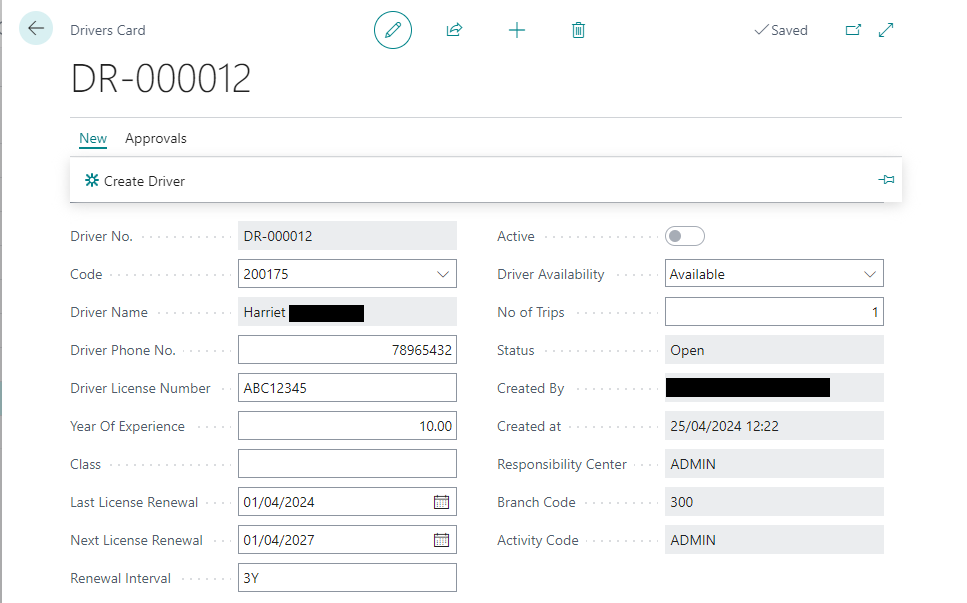 Drivers Card
Saved
DR-000012
New Approvals
Create Driver
Driver No. DR-000012
Code 200175
Driver Name Harriet
Driver Phone No. 78965432
Driver License Number ABC12345
Year Of Experience 10.00
Class
Last License Renewal 01/04/2024
Next License Renewal 01/04/2027
Renewal Interval 3Y
Active
Driver Availability Available
No of Trips 1
Status Open
Created By
Created at 25/04/2024 12:22
Responsibility Center ADMIN
Branch Code 300
Activity Code ADMIN